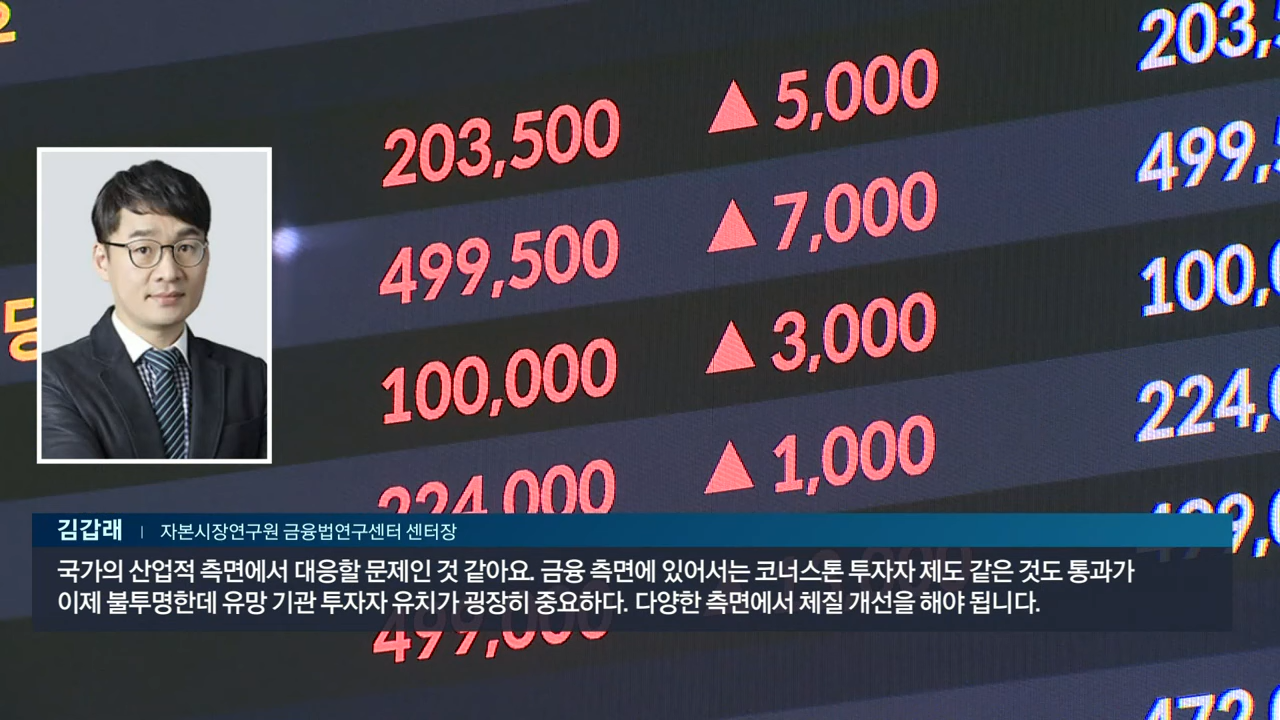 203,500 ▲ 5,000
499,500 ▲ 7,000
100,000 ▲ 3,000
224,000 ▲ 1,000
김갑래 | 자본시장연구원 금융법연구센터 센터장
국가의 산업적 측면에서 대응할 문제인 것 같아요. 금융 측면에 있어서는 코너스톤 투자자 제도 같은 것도 통과가
이제 불투명한데 유망 기관 투자자 유치가 굉장히 중요하다. 다양한 측면에서 체질 개선을 해야 됩니다.
499,000